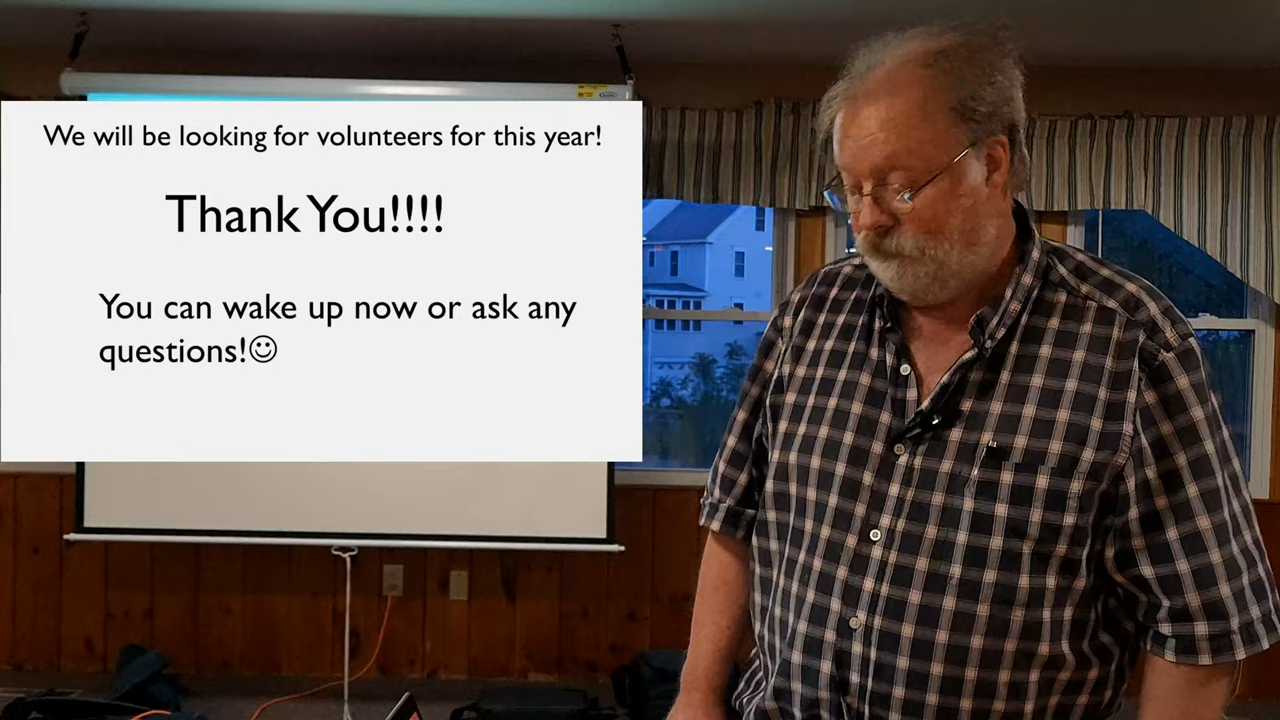 We will be looking for volunteers for this year!
Thank You!!!!
You can wake up now or ask any
questions!☺